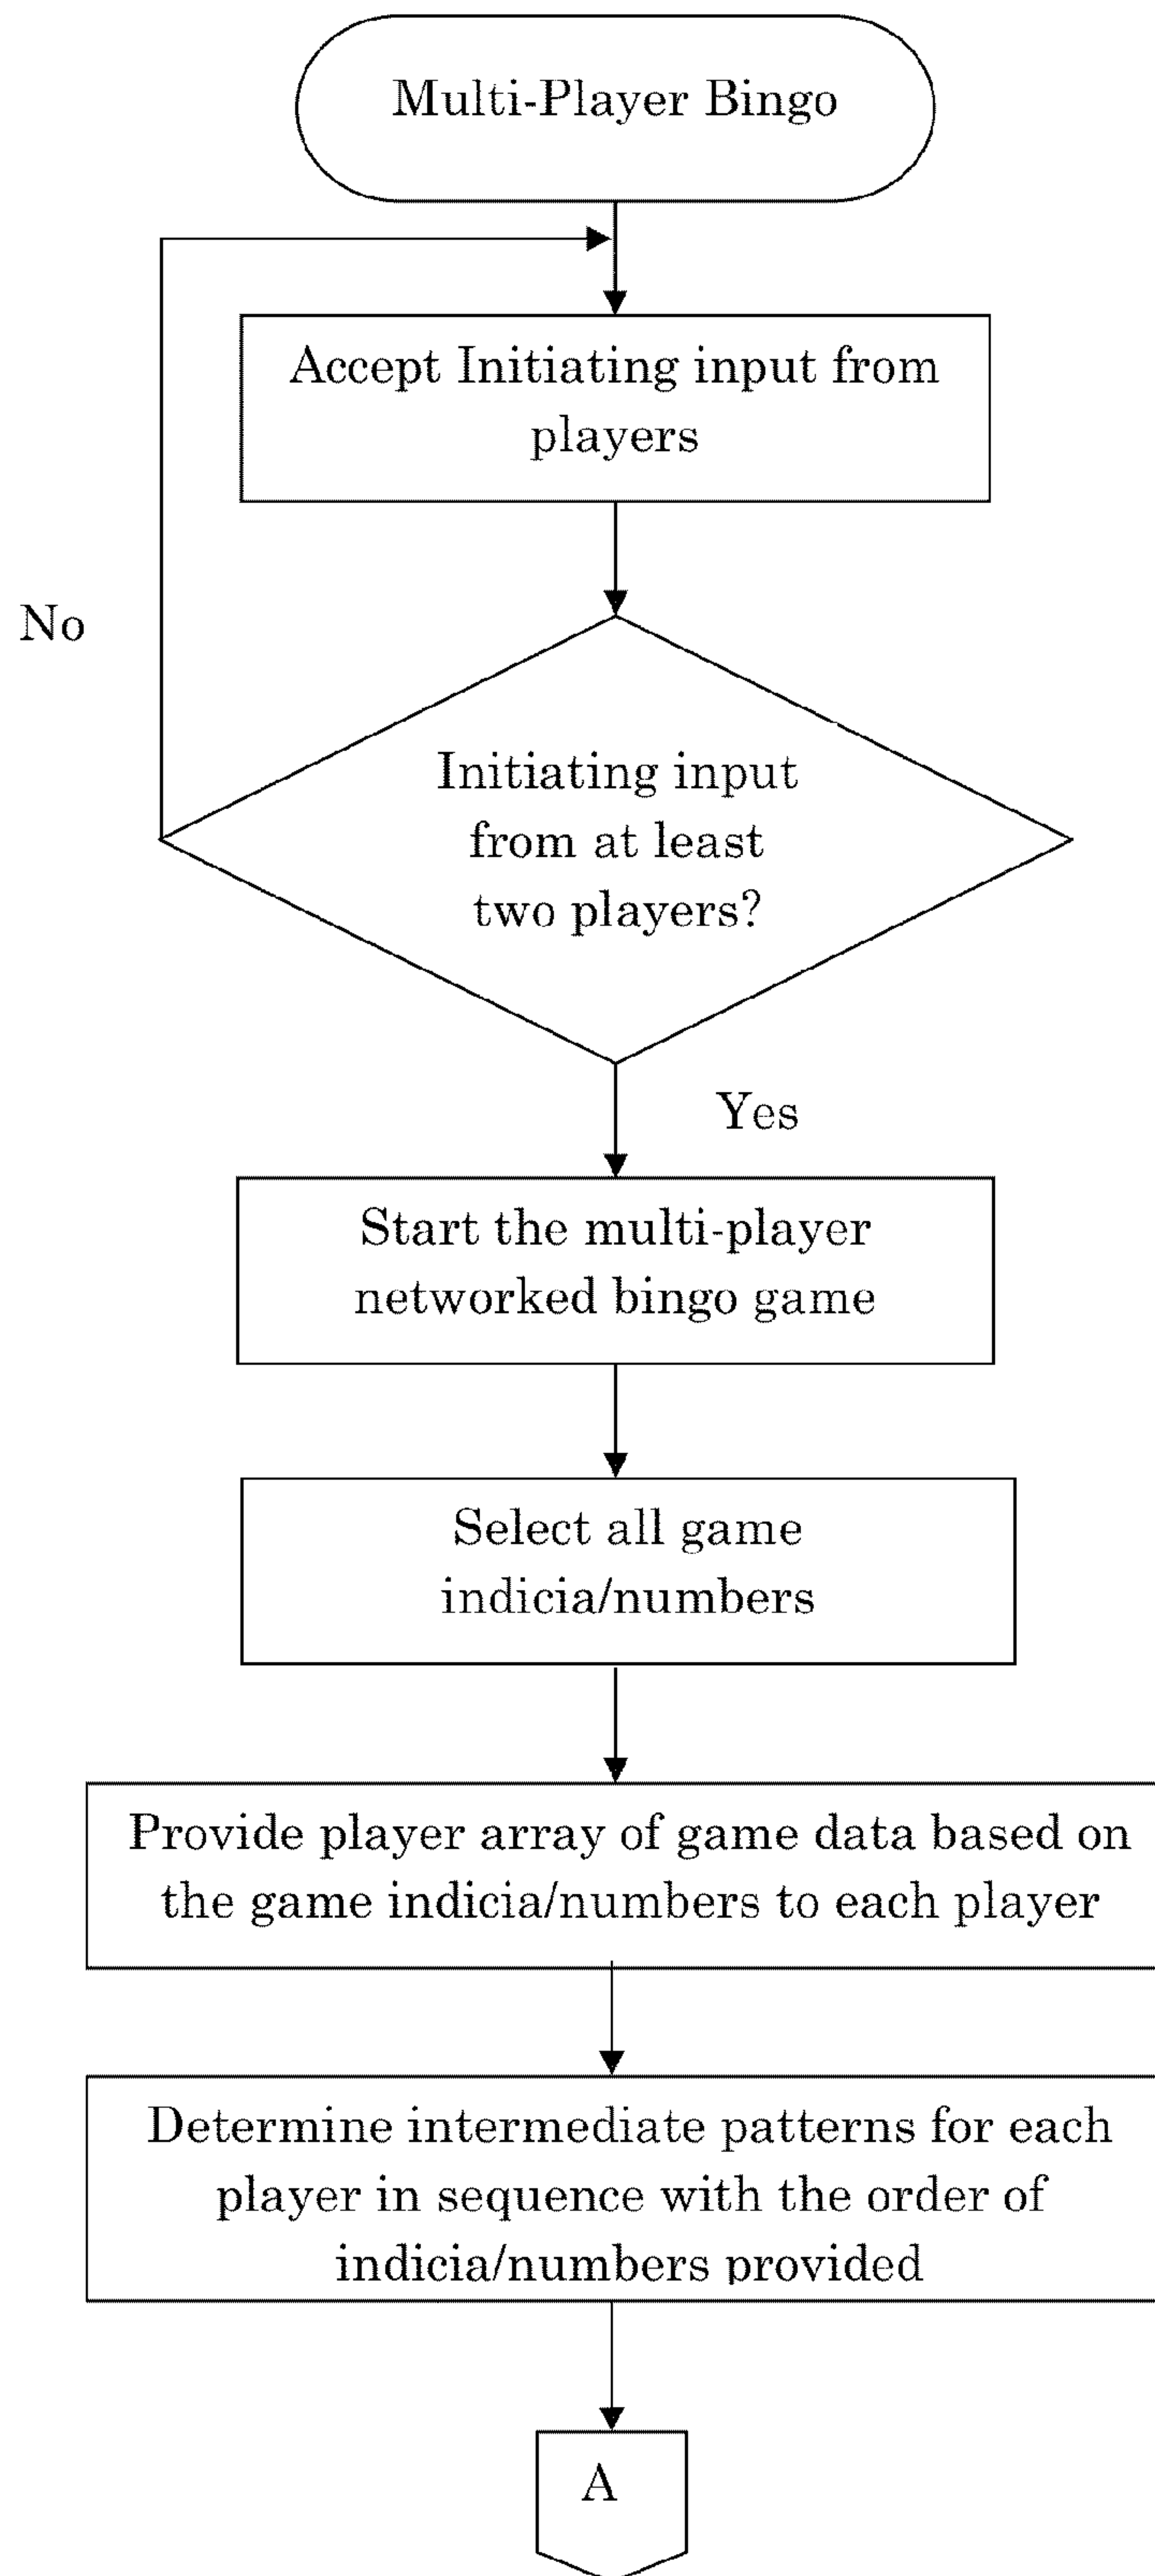 Multi-Player Bingo
Accept Initiating input from
players
No
Initiating input
from at least
two players?
Yes
Start the multi-player
networked bingo game
Select all game
indicia/numbers
Provide player array of game data based on
the game indicia/numbers to each player
Determine intermediate patterns for each
player in sequence with the order of
indicia/numbers provided
A